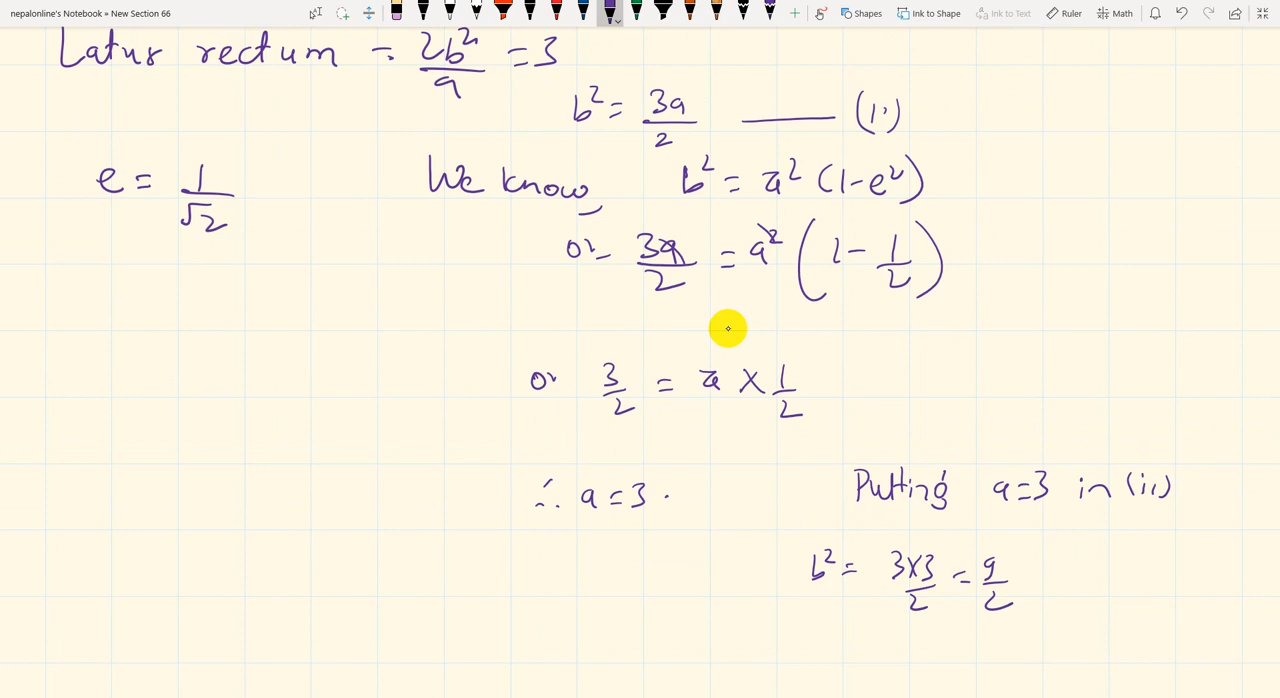 nepalonline's Notebook » New Section 66
Shapes Ink to Shape Ink to Text Ruler Math
Latus rectum = 2b²/a = 3
b² = 3a/2 ——— (ii)
e = 1/√2 We know, b² = a² (1-e²)
or 3a/2 = a² (1 - 1/2)
or 3/2 = a × 1/2
∴ a = 3 . Putting a=3 in (ii)
b² = 3×3/2 = 9/2